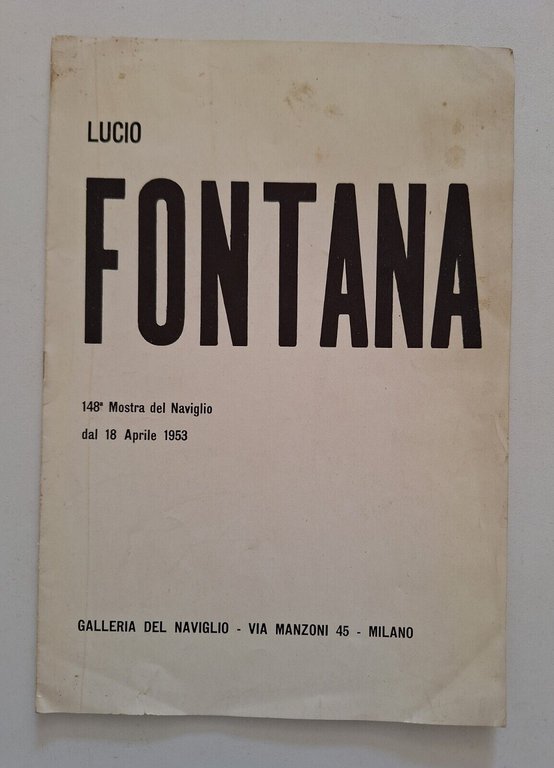 LUCIO
FONTANA
148ª Mostra del Naviglio
dal 18 Aprile 1953
GALLERIA DEL NAVIGLIO - VIA MANZONI 45 - MILANO